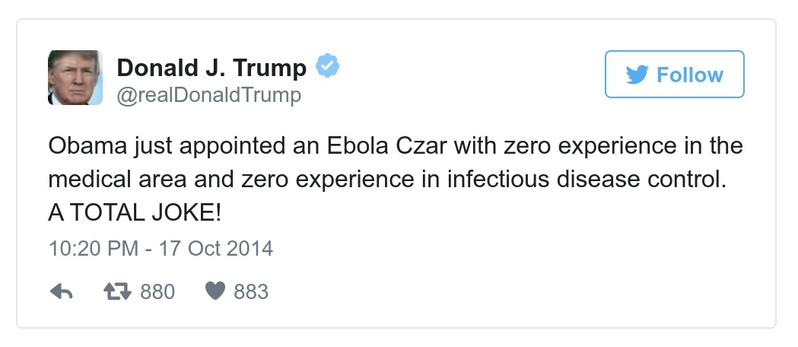 Donald J. Trump
@realDonaldTrump
Follow
Obama just appointed an Ebola Czar with zero experience in the
medical area and zero experience in infectious disease control.
A TOTAL JOKE!
10:20 PM - 17 Oct 2014
880 883